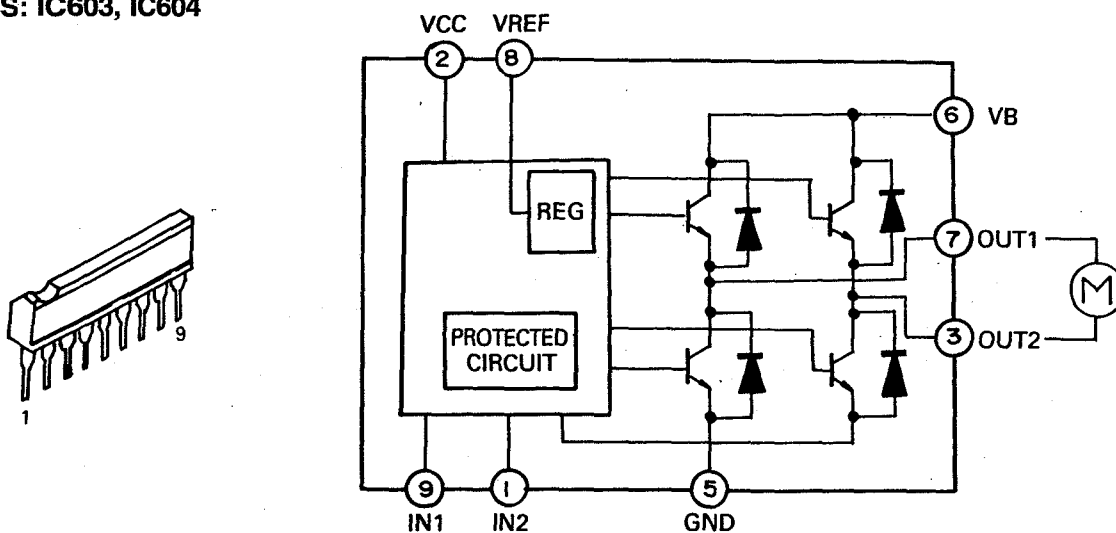 S: IC603, IC604
VCC VREF
2 8
6 VB
REG
7 OUT1
M
PROTECTED
CIRCUIT
3 OUT2
9
1
9 1 5
IN1 IN2 GND